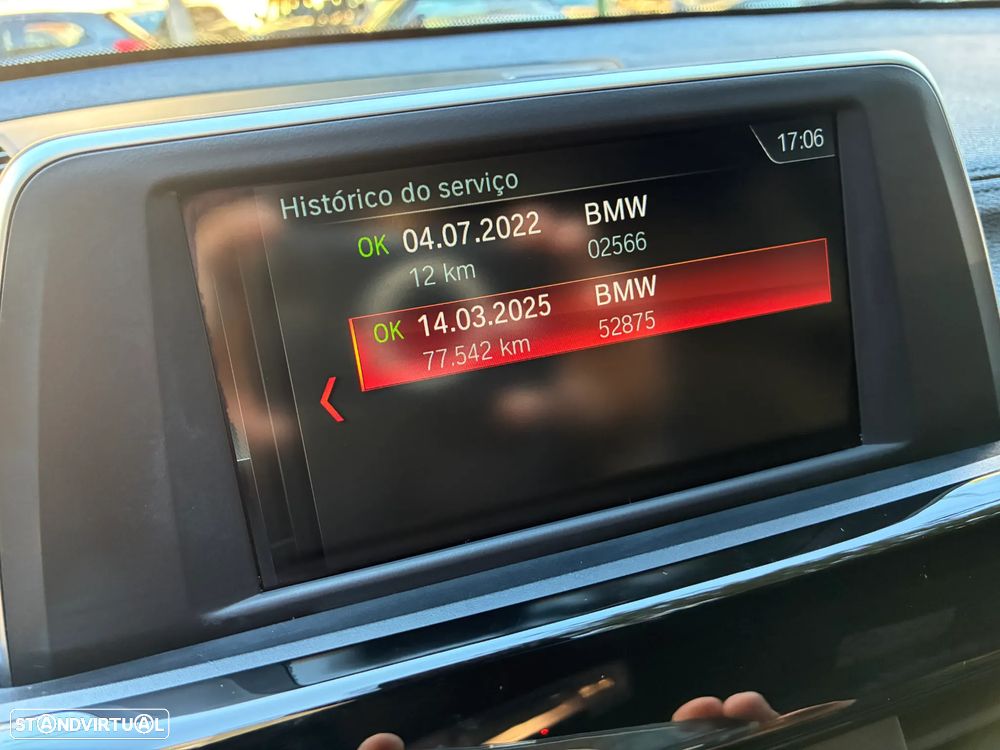 17:06
Histórico do serviço
OK 04.07.2022 BMW
12 km 02566
OK 14.03.2025 BMW
77.542 km 52875
STANDVIRTUAL